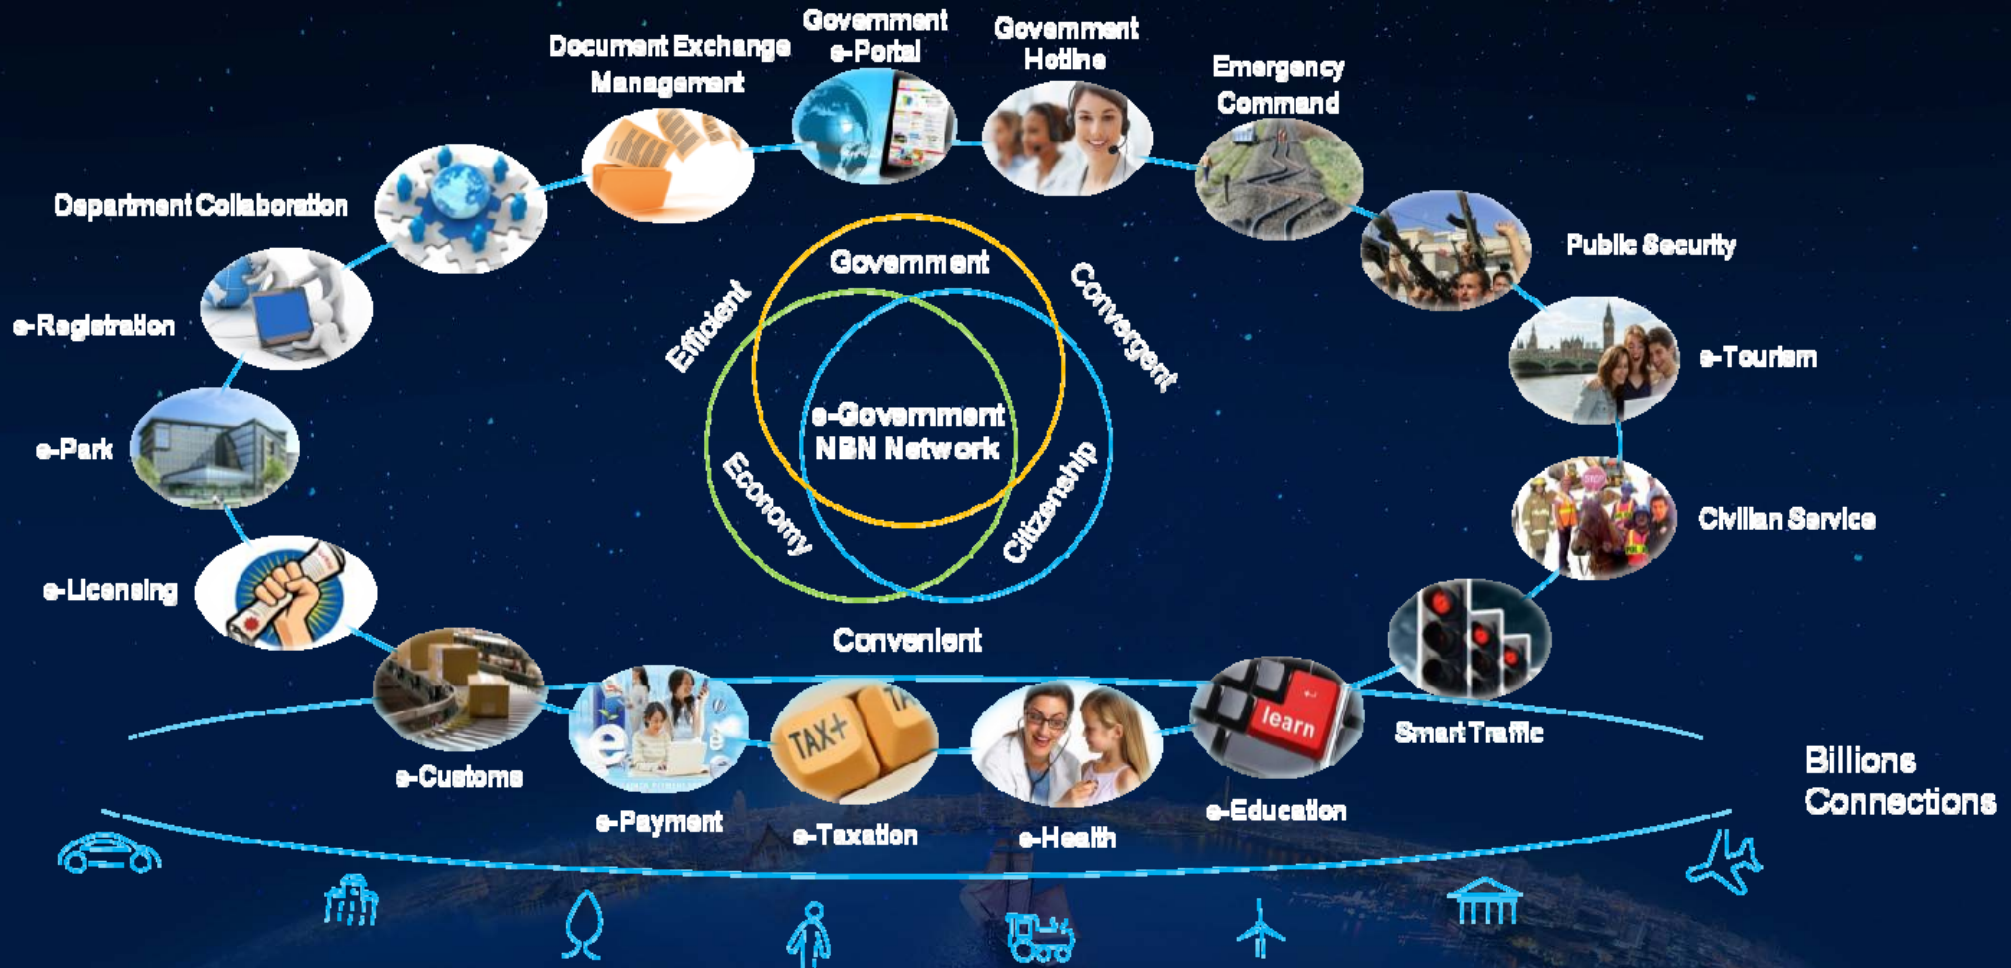 Government
e-Portal
Government
Hotline
Document Exchange
Management
Emergency
Command
Department Collaboration
Public Security
e-Registration
e-Tourism
e-Park
Civilian Service
e-Licensing
Smart Traffic
e-Customs
e-Payment
e-Taxation
e-Health
e-Education
Government
Efficient
Convergent
e-Government
NBN Network
Economy
Citizenship
Convenient
Billions
Connections
TAX+
TA
learn
e
e
STOP